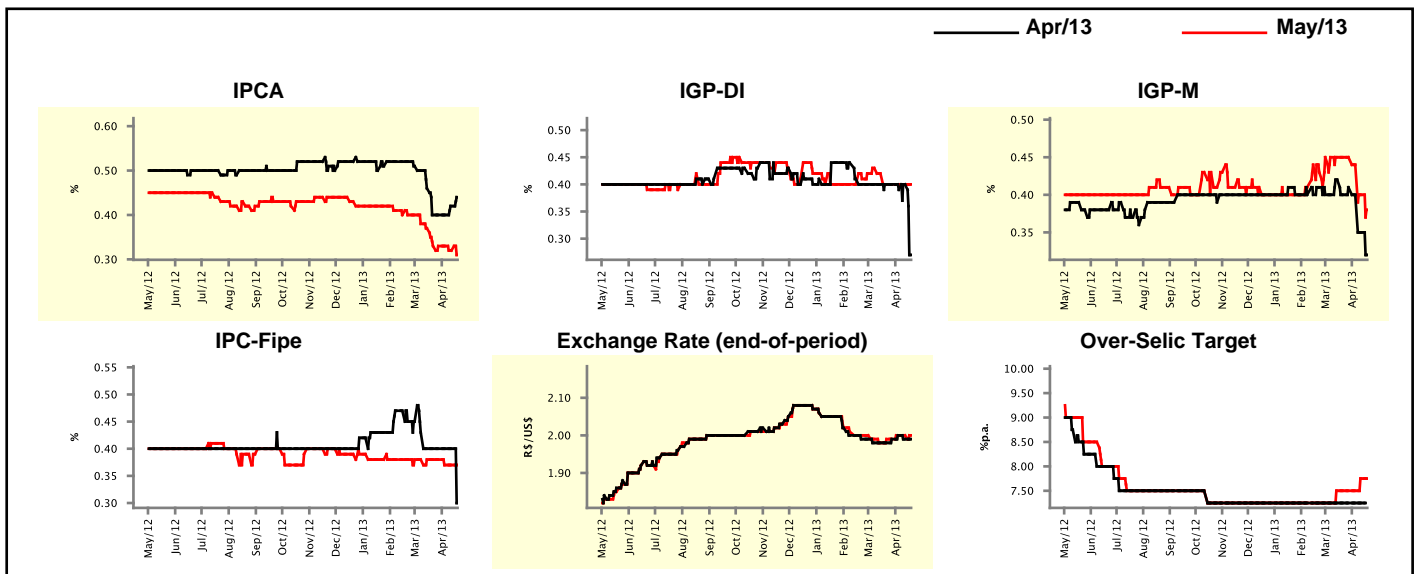 Apr/13 May/13
IPCA
%
0.60
0.50
0.40
0.30
May/12 Jun/12 Jul/12 Aug/12 Sep/12 Oct/12 Nov/12 Dec/12 Jan/13 Feb/13 Mar/13 Apr/13
IGP-DI
%
0.50
0.45
0.40
0.35
0.30
May/12 Jun/12 Jul/12 Aug/12 Sep/12 Oct/12 Nov/12 Dec/12 Jan/13 Feb/13 Mar/13 Apr/13
IGP-M
%
0.50
0.45
0.40
0.35
May/12 Jun/12 Jul/12 Aug/12 Sep/12 Oct/12 Nov/12 Dec/12 Jan/13 Feb/13 Mar/13 Apr/13
IPC-Fipe
%
0.55
0.50
0.45
0.40
0.35
0.30
May/12 Jun/12 Jul/12 Aug/12 Sep/12 Oct/12 Nov/12 Dec/12 Jan/13 Feb/13 Mar/13 Apr/13
Exchange Rate (end-of-period)
R$/US$
2.10
2.00
1.90
May/12 Jun/12 Jul/12 Aug/12 Sep/12 Oct/12 Nov/12 Dec/12 Jan/13 Feb/13 Mar/13 Apr/13
Over-Selic Target
%p.a.
10.00
9.50
9.00
8.50
8.00
7.50
May/12 Jun/12 Jul/12 Aug/12 Sep/12 Oct/12 Nov/12 Dec/12 Jan/13 Feb/13 Mar/13 Apr/13